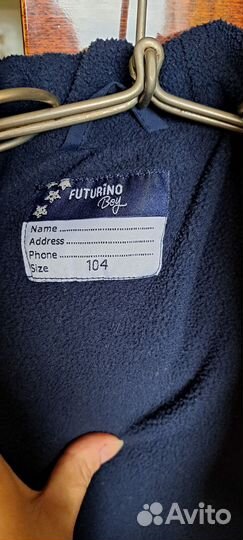 FUTURINO
Boy
Name
Address
Phone
Size 104
Avito